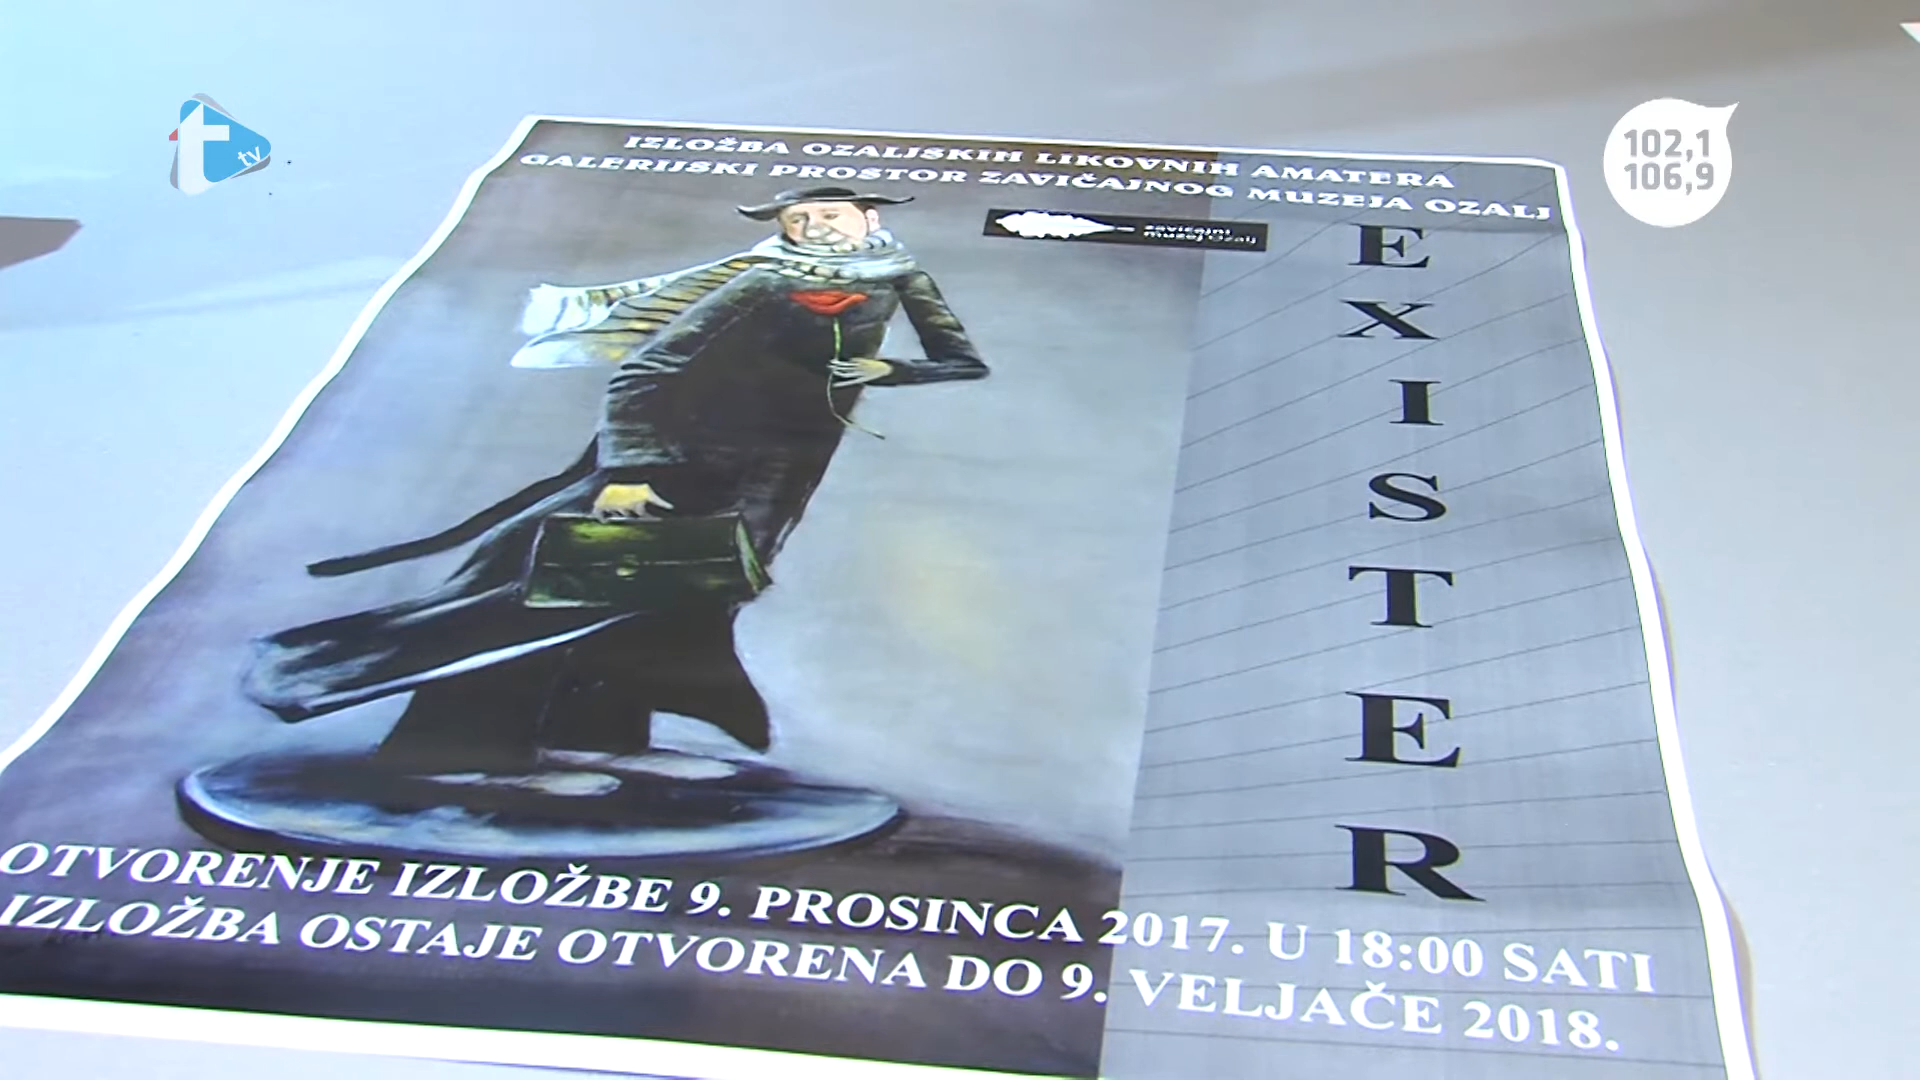 t
tv
102,1
106,9
IZLOŽBA OZALJSKIH LIKOVNIH AMATERA
GALERIJSKI PROSTOR ZAVIČAJNOG MUZEJA OZALJ
zavičajni
muzej Ozalj
EXISTER
OTVORENJE IZLOŽBE 9. PROSINCA 2017. U 18:00 SATI
IZLOŽBA OSTAJE OTVORENA DO 9. VELJAČE 2018.